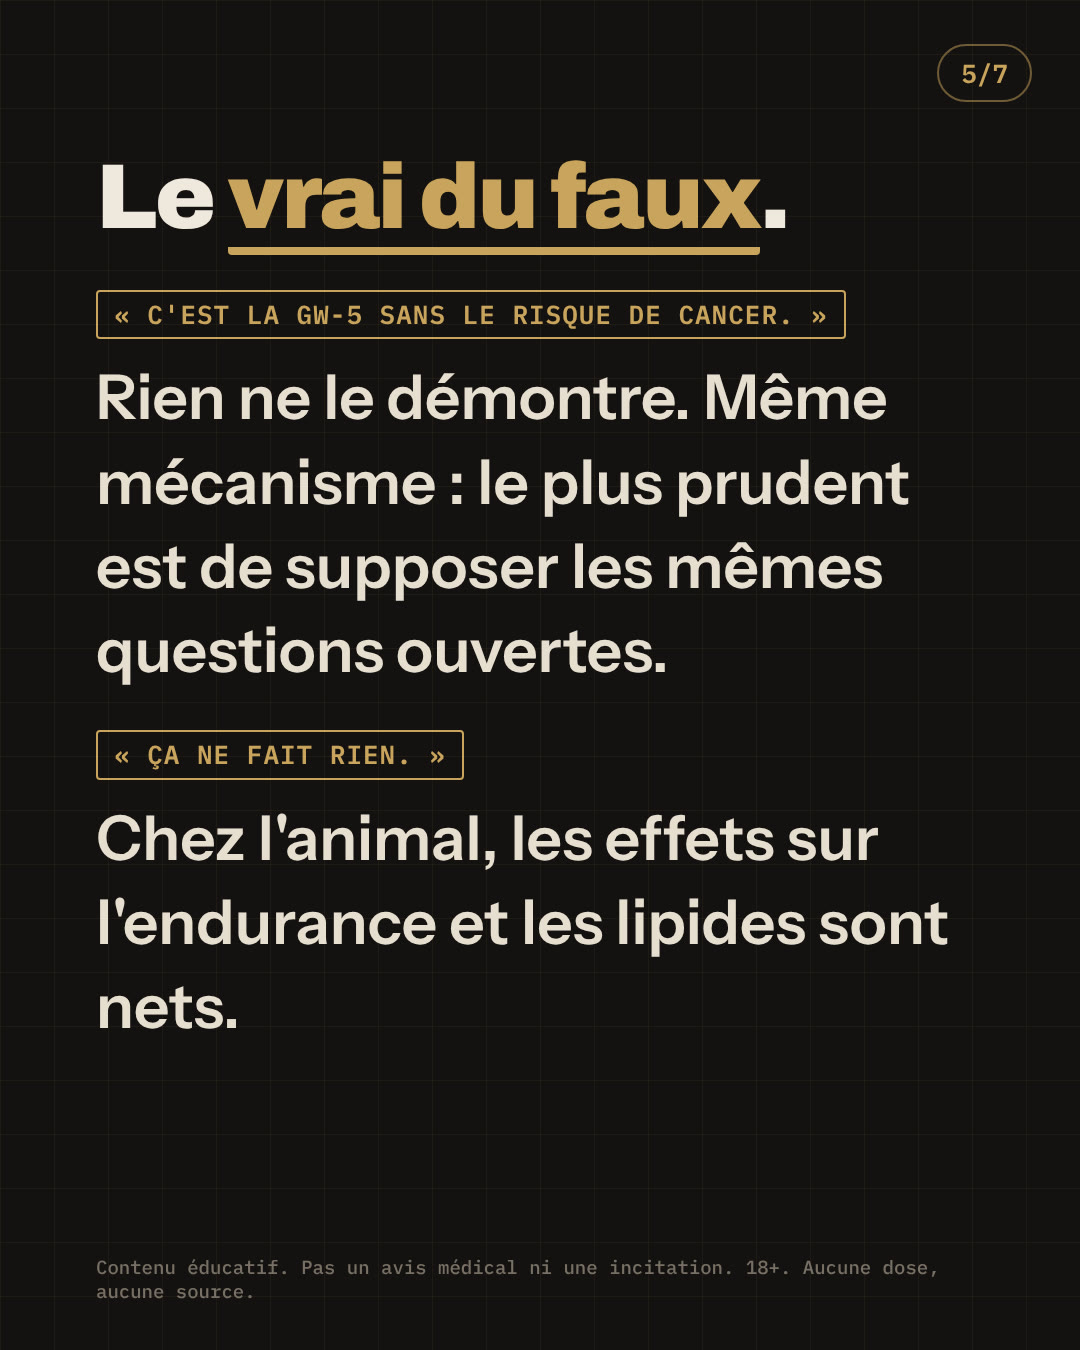 5/7
Le vrai du faux.
« C'EST LA GW-5 SANS LE RISQUE DE CANCER. »
Rien ne le démontre. Même
mécanisme : le plus prudent
est de supposer les mêmes
questions ouvertes.
« ÇA NE FAIT RIEN. »
Chez l'animal, les effets sur
l'endurance et les lipides sont
nets.
Contenu éducatif. Pas un avis médical ni une incitation. 18+. Aucune dose,
aucune source.